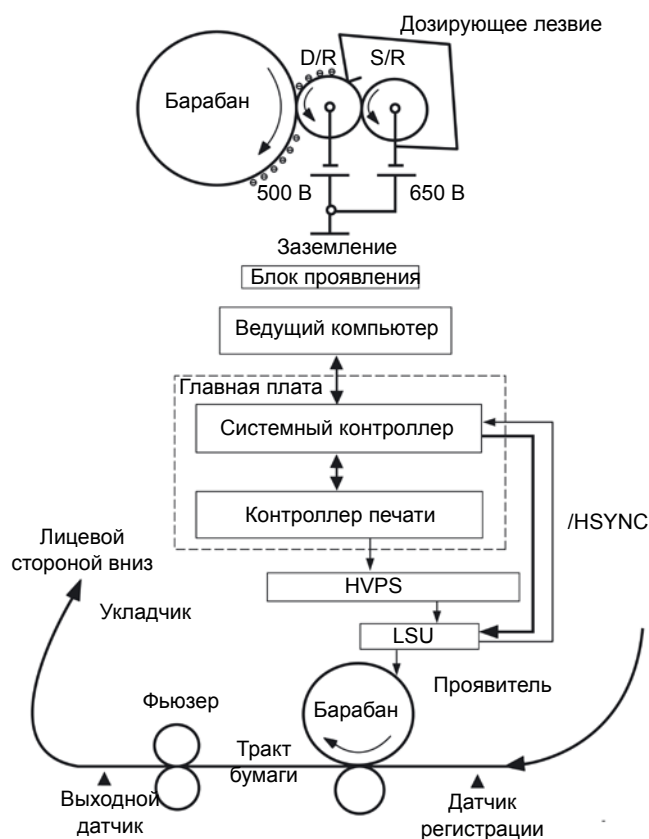 Дозирующее лезвие
D/R
S/R
Барабан
500 В
650 В
Заземление
Блок проявления
Ведущий компьютер
Главная плата
Системный контроллер
Контроллер печати
/HSYNC
Лицевой
стороной вниз
HVPS
Укладчик
LSU
Проявитель
Фьюзер
Барабан
Тракт
бумаги
Выходной
датчик
Датчик
регистрации